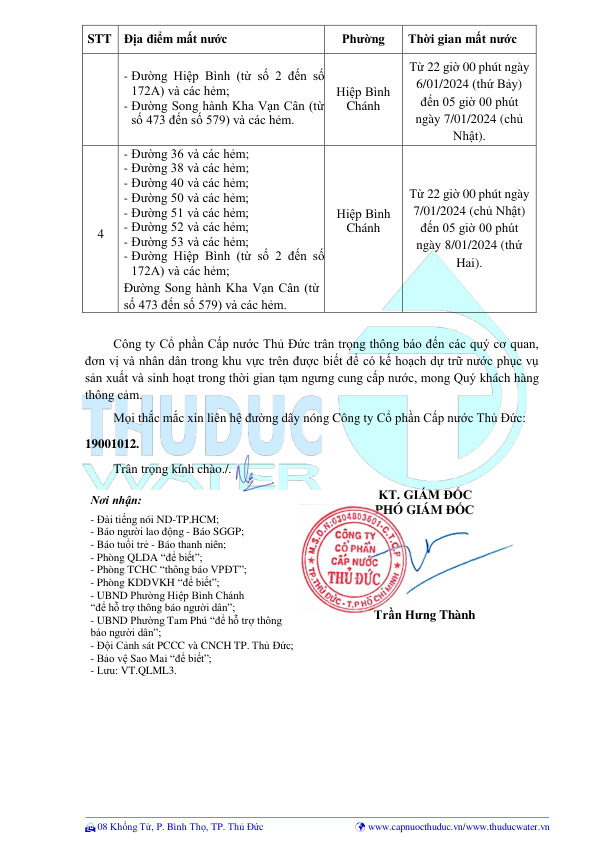 STT Địa điểm mất nước Phường Thời gian mất nước
- Đường Hiệp Bình (từ số 2 đến số
172A) và các hẻm;
- Đường Song hành Kha Vạn Cân (từ
số 473 đến số 579) và các hẻm.
Hiệp Bình
Chánh
Từ 22 giờ 00 phút ngày
6/01/2024 (thứ Bảy)
đến 05 giờ 00 phút
ngày 7/01/2024 (chủ
Nhật).
4
- Đường 36 và các hẻm;
- Đường 38 và các hẻm;
- Đường 40 và các hẻm;
- Đường 50 và các hẻm;
- Đường 51 và các hẻm;
- Đường 52 và các hẻm;
- Đường 53 và các hẻm;
- Đường Hiệp Bình (từ số 2 đến số
172A) và các hẻm;
Đường Song hành Kha Vạn Cân (từ
số 473 đến số 579) và các hẻm.
Hiệp Bình
Chánh
Từ 22 giờ 00 phút ngày
7/01/2024 (chủ Nhật)
đến 05 giờ 00 phút
ngày 8/01/2024 (thứ
Hai).
Công ty Cổ phần Cấp nước Thủ Đức trân trọng thông báo đến các quý cơ quan,
đơn vị và nhân dân trong khu vực trên được biết để có kế hoạch dự trữ nước phục vụ
sản xuất và sinh hoạt trong thời gian tạm ngưng cung cấp nước, mong Quý khách hàng
thông cảm.
THUDUC
WATER
Mọi thắc mắc xin liên hệ đường dây nóng Công ty Cổ phần Cấp nước Thủ Đức:
19001012.
Trân trọng kính chào./.
Nơi nhận:
- Đài tiếng nói ND-TP.HCM;
- Báo người lao động - Báo SGGP;
- Báo tuổi trẻ - Báo thanh niên;
- Phòng QLDA “để biết”;
- Phòng TCHC “thông báo VPĐT”;
- Phòng KDDVKH “để biết”;
- UBND Phường Hiệp Bình Chánh
“để hỗ trợ thông báo người dân”;
- UBND Phường Tam Phú “để hỗ trợ thông
báo người dân”;
- Đội Cảnh sát PCCC và CNCH TP. Thủ Đức;
- Bảo vệ Sao Mai “để biết”;
- Lưu: VT.QLML3.
KT. GIÁM ĐỐC
PHÓ GIÁM ĐỐC
M.S.D.N:0304803601-C.T.C.P
CÔNG TY
CỔ PHẦN
CẤP NƯỚC
THỦ ĐỨC
TP.THỦ ĐỨC - T.P HỒ CHÍ MINH
Trần Hưng Thành
08 Khổng Tử, P. Bình Thọ, TP. Thủ Đức www.capnuocthuduc.vn/www.thuducwater.vn